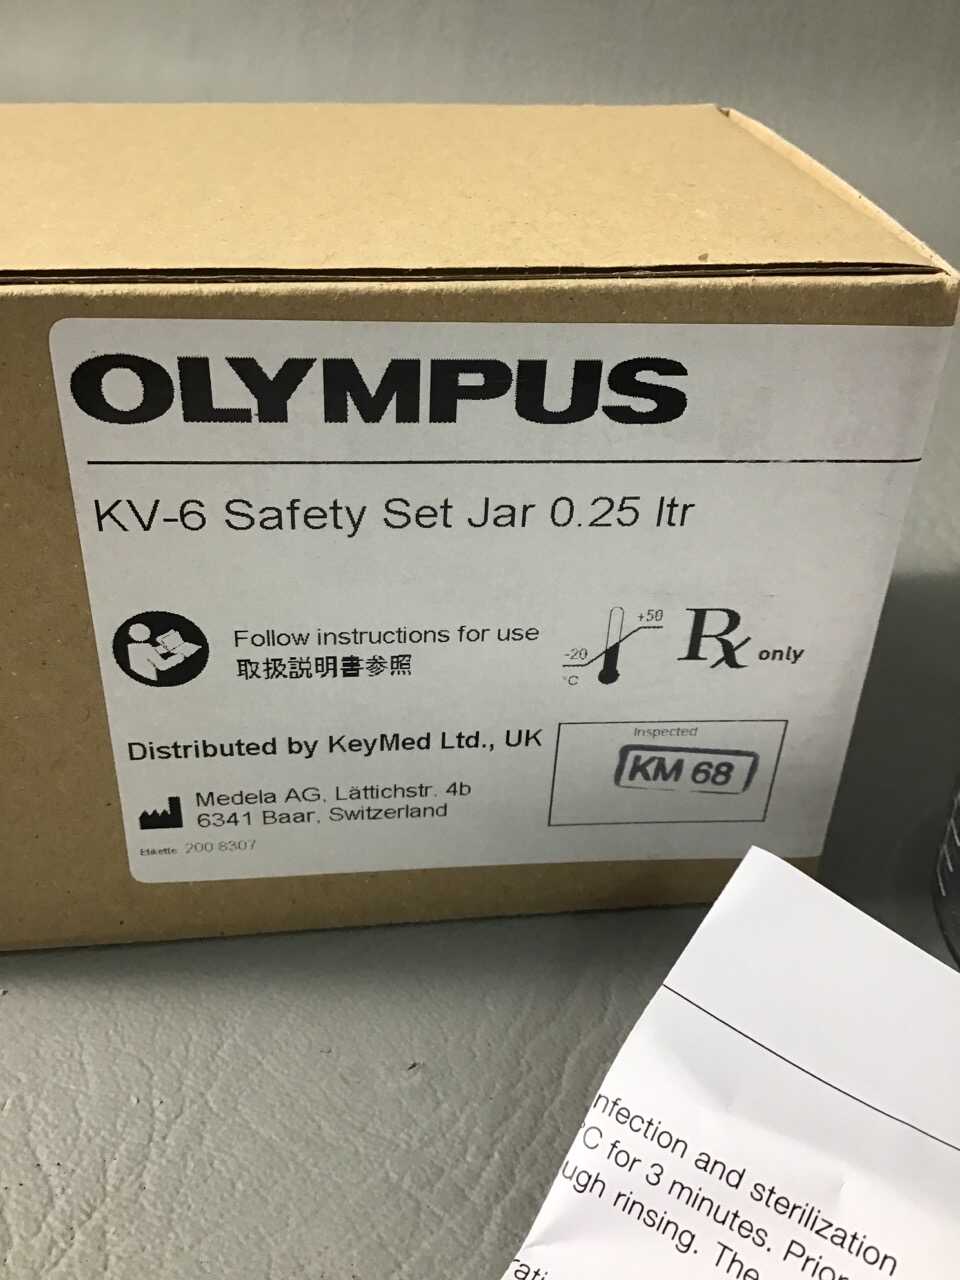 OLYMPUS
KV-6 Safety Set Jar 0.25 ltr
Follow instructions for use
取扱説明書参照
+50
-20
°C
Rx only
Distributed by KeyMed Ltd., UK
Inspected
KM 68
Medela AG, Lättichstr. 4b
6341 Baar, Switzerland
Etikette 200 8307
nfection and sterilization
°C for 3 minutes. Prior
ugh rinsing. The